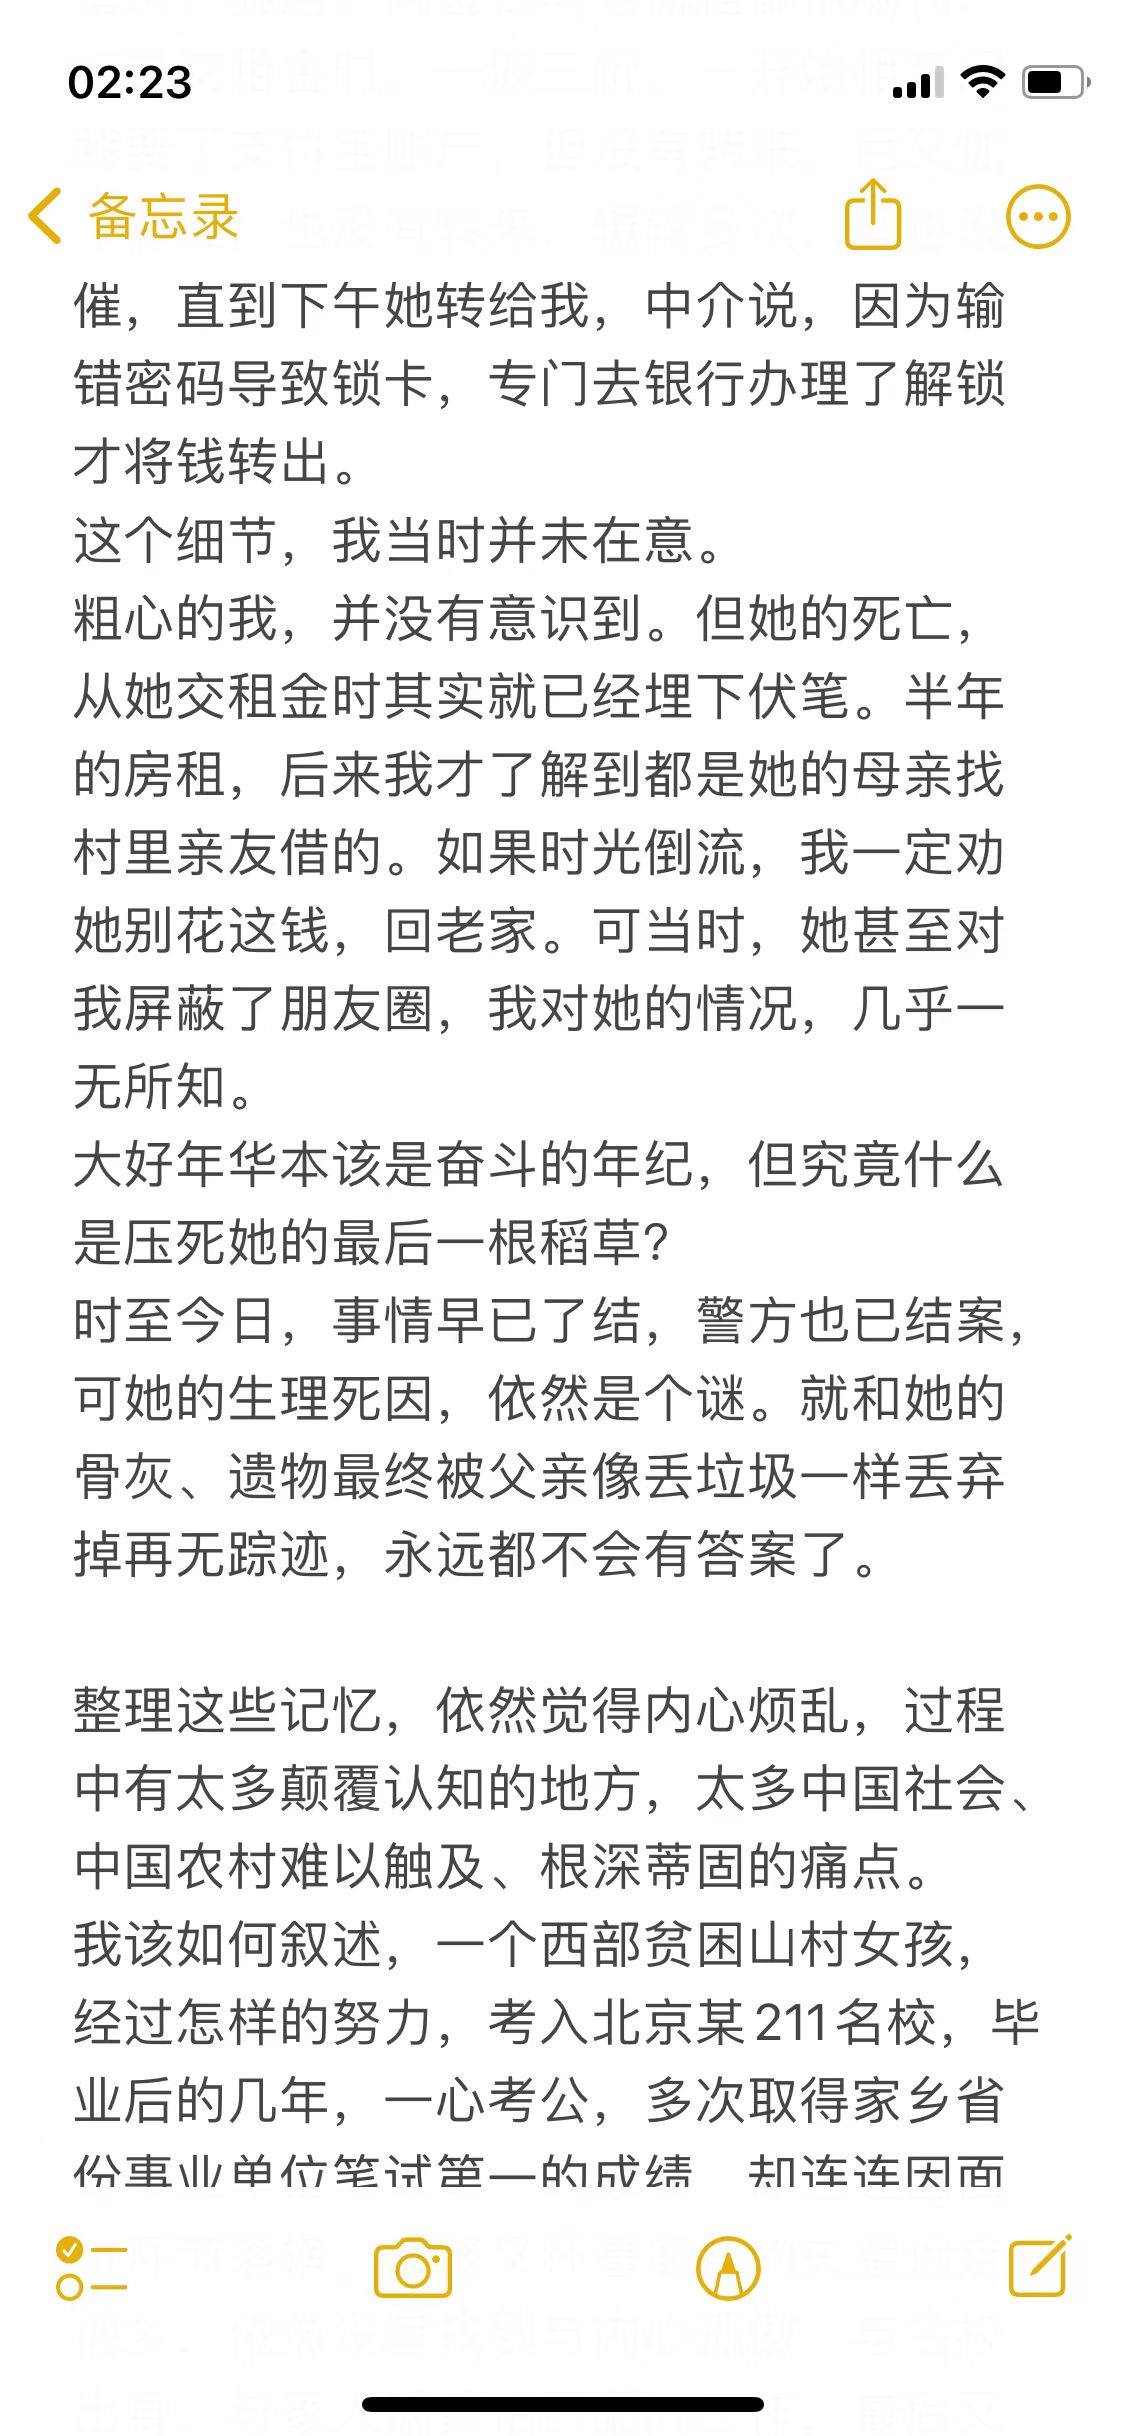 02:23
备忘录
催，直到下午她转给我，中介说，因为输
错密码导致锁卡，专门去银行办理了解锁
才将钱转出。
这个细节，我当时并未在意。
粗心的我，并没有意识到。但她的死亡，
从她交租金时其实就已经埋下伏笔。半年
的房租，后来我才了解到都是她的母亲找
村里亲友借的。如果时光倒流，我一定劝
她别花这钱，回老家。可当时，她甚至对
我屏蔽了朋友圈，我对她的情况，几乎一
无所知。
大好年华本该是奋斗的年纪，但究竟什么
是压死她的最后一根稻草?
时至今日，事情早已了结，警方也已结案，
可她的生理死因，依然是个谜。就和她的
骨灰、遗物最终被父亲像丢垃圾一样丢弃
掉再无踪迹，永远都不会有答案了。
整理这些记忆，依然觉得内心烦乱，过程
中有太多颠覆认知的地方，太多中国社会、
中国农村难以触及、根深蒂固的痛点。
我该如何叙述，一个西部贫困山村女孩，
经过怎样的努力，考入北京某211名校，毕
业后的几年，一心考公，多次取得家乡省
份事业单位笔试第一的成绩，却连连因面